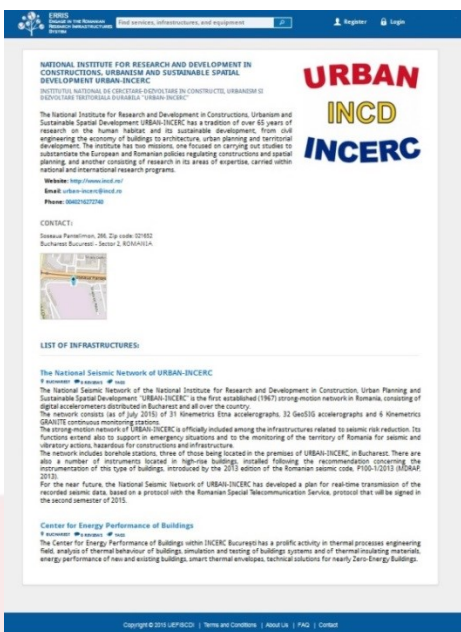 ERRIS
ENGAGE IN THE ROMANIAN
RESEARCH INFRASTRUCTURES
SYSTEM
Find services, infrastructures, and equipment
Register
Login
NATIONAL INSTITUTE FOR RESEARCH AND DEVELOPMENT IN
CONSTRUCTIONS, URBANISM AND SUSTAINABLE SPATIAL
DEVELOPMENT URBAN-INCERC
INSTITUTUL NATIONAL DE CERCETARE-DEZVOLTARE IN CONSTRUCTII, URBANISM SI
DEZVOLTARE TERITORIALA DURABILA "URBAN-INCERC"
URBAN
INCD
INCERC
The National Institute for Research and Development in Constructions, Urbanism and
Sustainable Spatial Development URBAN-INCERC has a tradition of over 65 years of
research on the human habitat and its sustainable development, from civil
engineering the economy of buildings to architecture, urban planning and territorial
development. The institute has two missions, one focused on carrying out studies to
substantiate the European and Romanian policies regulating constructions and spatial
planning, and another consisting of research in its areas of expertise, carried within
national and international research programs.
Website: http://www.incd.ro/
Email: urban-incerc@incd.ro
Phone: 0040216272740
CONTACT:
Soseaua Pantelimon, 266, Zip code: 021652
Bucharest Bucuresti - Sector 2, ROMANIA
LIST OF INFRASTRUCTURES:
The National Seismic Network of URBAN-INCERC
BUCHAREST 0 REVIEWS
The National Seismic Network of the National Institute for Research and Development in Construction, Urban Planning and
Sustainable Spatial Development "URBAN-INCERC" is the first established (1967) strong-motion network in Romania, consisting of
digital accelerometers distributed in Bucharest and all over the country.
The network consists (as of July 2015) of 31 Kinemetrics Etna accelerographs, 32 GeoSIG accelerographs and 6 Kinemetrics
GRANITE continuous monitoring stations.
The strong-motion network of URBAN-INCERC is officially included among the infrastructures related to seismic risk reduction. Its
functions extend also to support in emergency situations and to the monitoring of the territory of Romania for seismic and
vibratory actions, hazardous for constructions and infrastructure.
The network includes borehole stations, three of those being located in the premises of URBAN-INCERC, in Bucharest. There are
also a number of instruments located in high-rise buildings, installed following the recommendation concerning the
instrumentation of this type of buildings, introduced by the 2013 edition of the Romanian seismic code, P100-1/2013 (MDRAP,
2013).
For the near future, the National Seismic Network of URBAN-INCERC has developed a plan for real-time transmission of the
recorded seismic data, based on a protocol with the Romanian Special Telecommunication Service, protocol that will be signed in
the second semester of 2015.
Center for Energy Performance of Buildings
BUCHAREST 0 REVIEWS
The Center for Energy Performance of Buildings within INCERC București has a prolific activity in thermal processes engineering
field, analysis of thermal behaviour of buildings, simulation and testing of buildings systems and of thermal insulating materials,
energy performance of new and existing buildings, smart thermal envelopes, technical solutions for nearly Zero-Energy Buildings.
Copyright © 2015 UEFISCDI | Terms and Conditions | About Us | FAQ | Contact